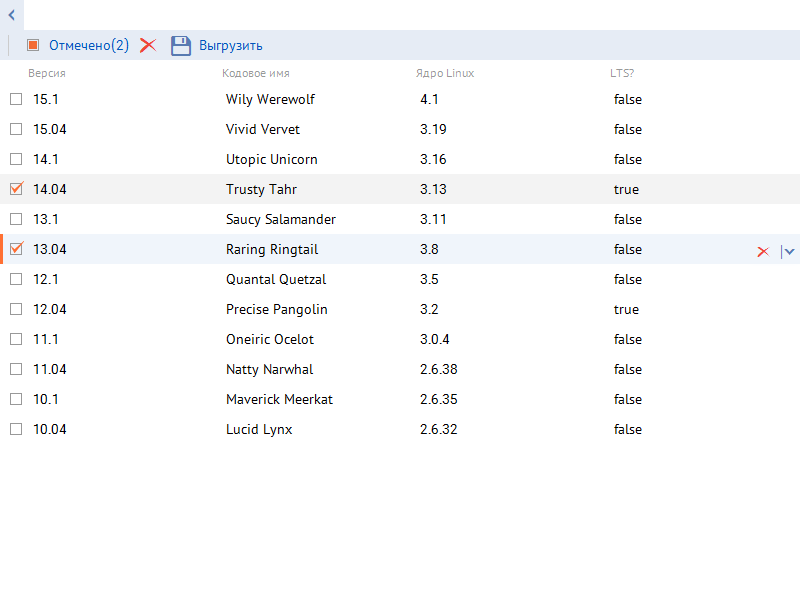 Отмечено(2) Выгрузить
Версия Кодовое имя Ядро Linux LTS?
15.1 Wily Werewolf 4.1 false
15.04 Vivid Vervet 3.19 false
14.1 Utopic Unicorn 3.16 false
14.04 Trusty Tahr 3.13 true
13.1 Saucy Salamander 3.11 false
13.04 Raring Ringtail 3.8 false
12.1 Quantal Quetzal 3.5 false
12.04 Precise Pangolin 3.2 true
11.1 Oneiric Ocelot 3.0.4 false
11.04 Natty Narwhal 2.6.38 false
10.1 Maverick Meerkat 2.6.35 false
10.04 Lucid Lynx 2.6.32 false